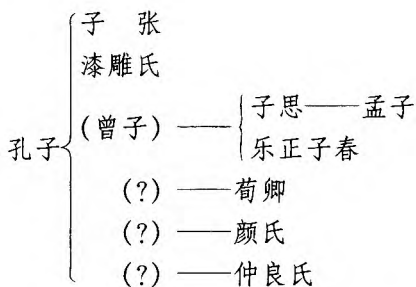 子 张
漆雕氏
(曾子) —— 子思——孟子
乐正子春
孔子
(?) ——荀卿
(?) ——颜氏
(?) ——仲良氏